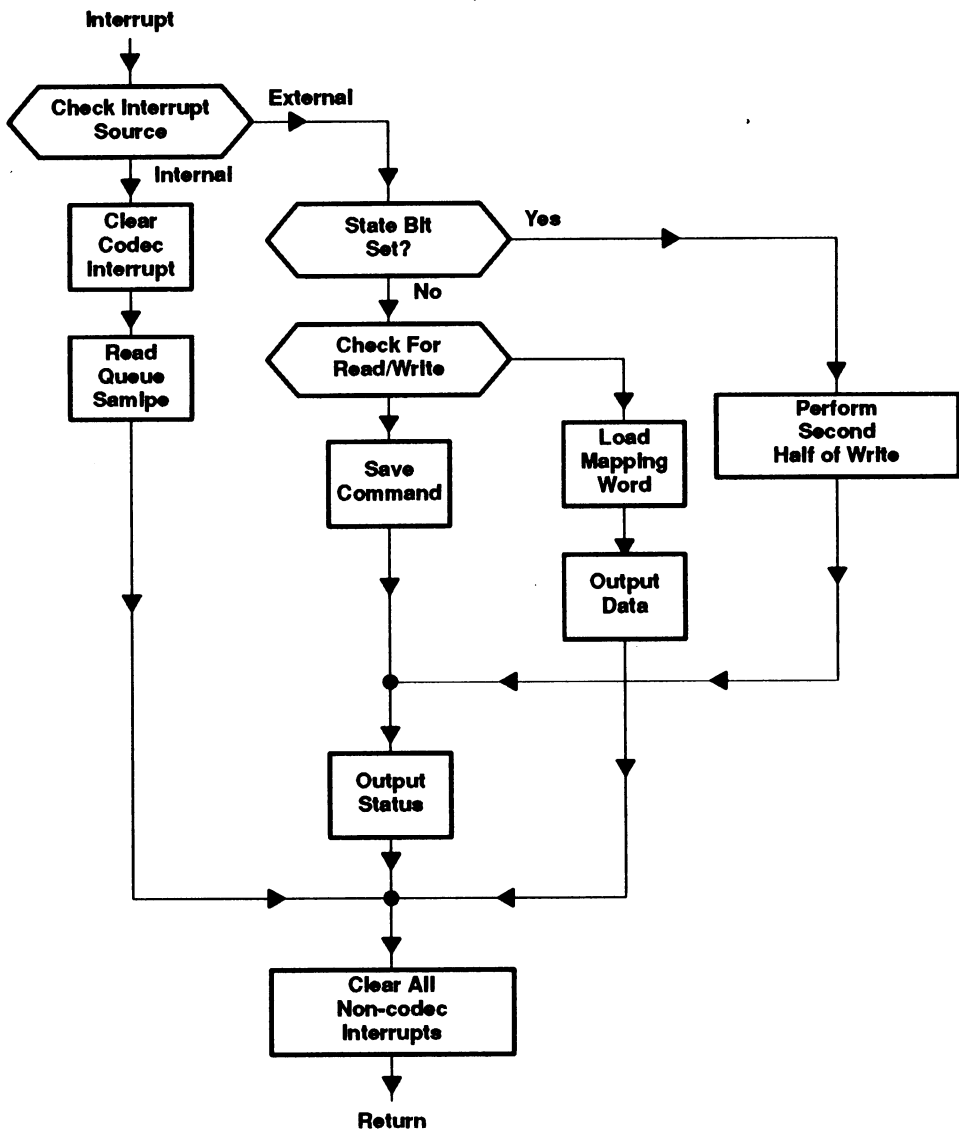 Interrupt
Check Interrupt
Source
External
Internal
Clear
Codec
Interrupt
State Bit
Set?
Yes
No
Read
Queue
Samlpe
Check For
Read/Write
Save
Command
Load
Mapping
Word
Perform
Second
Half of Write
Output
Data
Output
Status
Clear All
Non-codec
Interrupts
Return